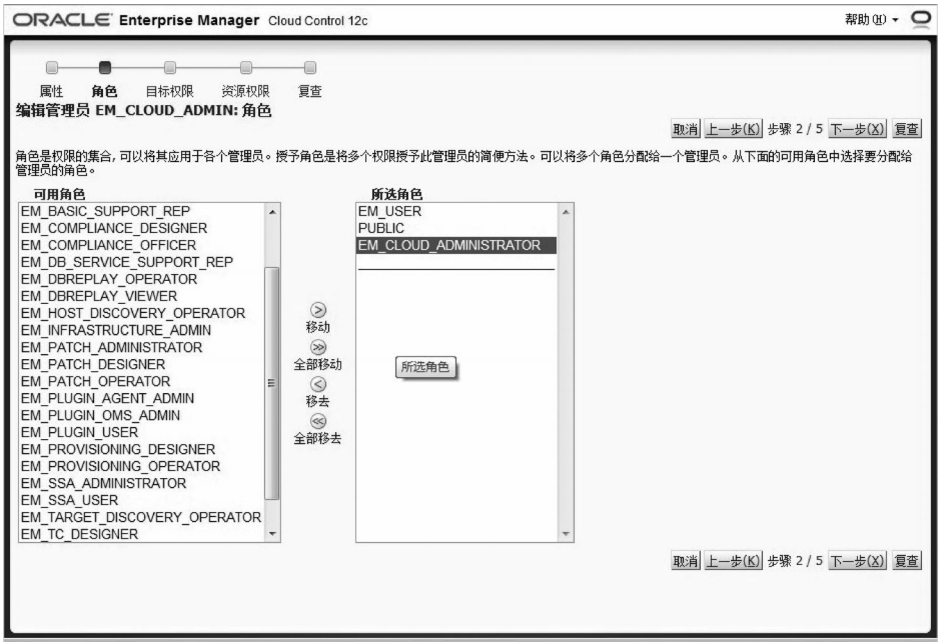 ORACLE Enterprise Manager Cloud Control 12c
帮助(H)
属性 角色 目标权限 资源权限 复查
编辑管理员 EM_CLOUD_ADMIN: 角色
取消 上一步(K) 步骤 2 / 5 下一步(X) 复查
角色是权限的集合, 可以将其应用于各个管理员。授予角色是将多个权限授予此管理员的简便方法。可以将多个角色分配给一个管理员。从下面的可用角色中选择要分配给
管理员的角色。
可用角色
EM_BASIC_SUPPORT_REP
EM_COMPLIANCE_DESIGNER
EM_COMPLIANCE_OFFICER
EM_DB_SERVICE_SUPPORT_REP
EM_DBREPLAY_OPERATOR
EM_DBREPLAY_VIEWER
EM_HOST_DISCOVERY_OPERATOR
EM_INFRASTRUCTURE_ADMIN
EM_PATCH_ADMINISTRATOR
EM_PATCH_DESIGNER
EM_PATCH_OPERATOR
EM_PLUGIN_AGENT_ADMIN
EM_PLUGIN_OMS_ADMIN
EM_PLUGIN_USER
EM_PROVISIONING_DESIGNER
EM_PROVISIONING_OPERATOR
EM_SSA_ADMINISTRATOR
EM_SSA_USER
EM_TARGET_DISCOVERY_OPERATOR
EM_TC_DESIGNER
移动
全部移动
移去
全部移去
所选角色
EM_USER
PUBLIC
EM_CLOUD_ADMINISTRATOR
所选角色
取消 上一步(K) 步骤 2 / 5 下一步(X) 复查